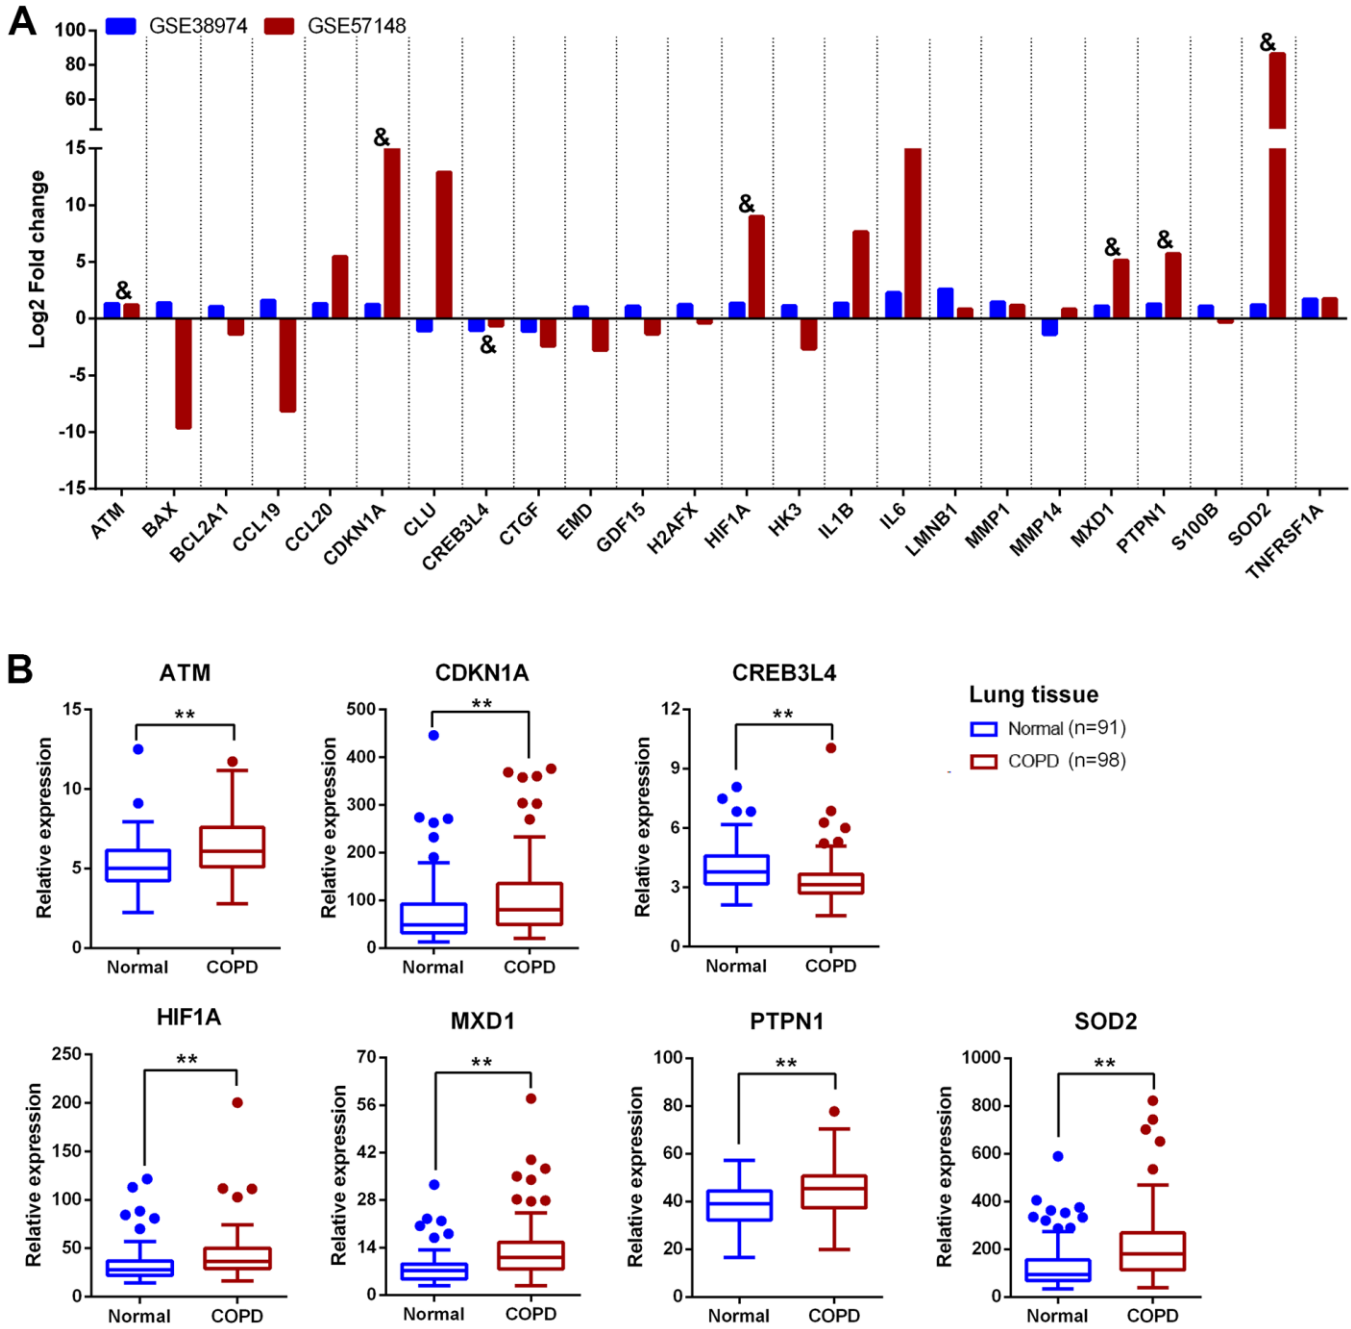 A
GSE38974 GSE57148
Log2 Fold change
100
80
60
15
10
5
0
-5
-10
-15
& & & & & & &
ATM BAX BCL2A1 CCL19 CCL20 CDKN1A CLU CREB3L4 CTGF EMD GDF15 H2AFX HIF1A HK3 IL1B IL6 LMNB1 MMP1 MMP14 MXD1 PTPN1 S100B SOD2 TNFRSF1A
B
ATM
**
Relative expression
15
10
5
0
Normal COPD
CDKN1A
**
Relative expression
500
400
300
200
100
0
Normal COPD
CREB3L4
**
Relative expression
12
9
6
3
0
Normal COPD
Lung tissue
Normal (n=91)
COPD (n=98)
HIF1A
**
Relative expression
250
200
150
100
50
0
Normal COPD
MXD1
**
Relative expression
70
56
42
28
14
0
Normal COPD
PTPN1
**
Relative expression
100
80
60
40
20
0
Normal COPD
SOD2
**
Relative expression
1000
800
600
400
200
0
Normal COPD